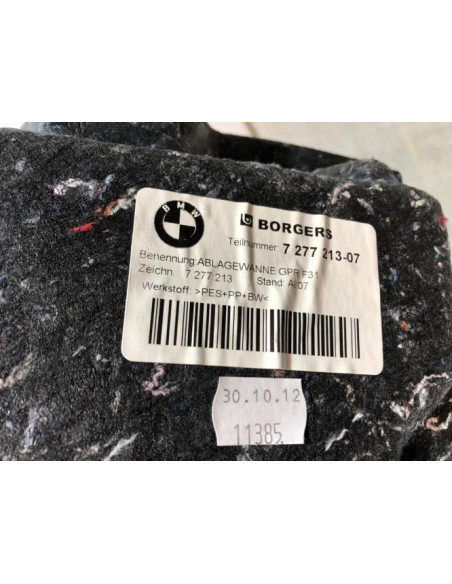 BMW
BORGERS
Teilnummer: 7 277 213-07
Benennung:ABLAGEWANNE GPR F31
Zeichn. 7 277 213 Stand: AI 07
Werkstoff: >PES+PP+BW<
30.10.12
11385